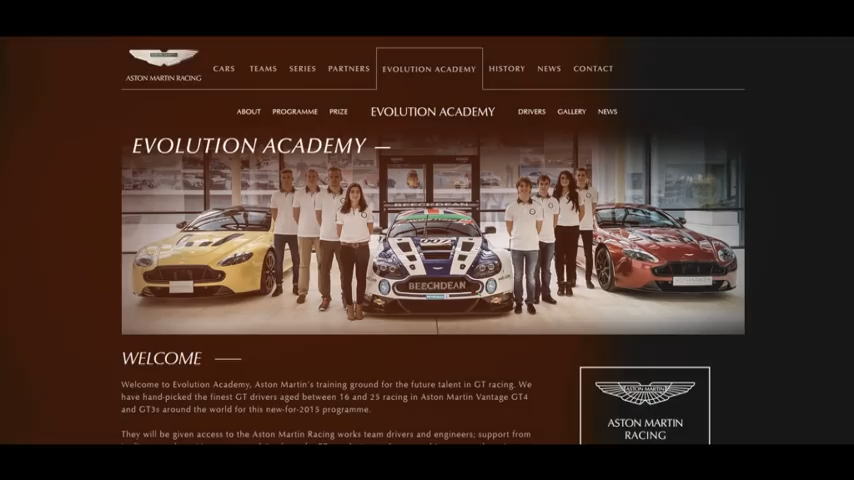 ASTON MARTIN RACING
CARS TEAMS SERIES PARTNERS EVOLUTION ACADEMY HISTORY NEWS CONTACT
ABOUT PROGRAMME PRIZE EVOLUTION ACADEMY DRIVERS GALLERY NEWS
EVOLUTION ACADEMY —
BEECHDEAN
007
BEECHDEAN
WELCOME —
Welcome to Evolution Academy, Aston Martin's training ground for the future talent in GT racing. We
have hand-picked the finest GT drivers aged between 16 and 25 racing in Aston Martin Vantage GT4
and GT3s around the world for this new-for-2015 programme.
They will be given access to the Aston Martin Racing works team drivers and engineers; support from
ASTON MARTIN
ASTON MARTIN
RACING